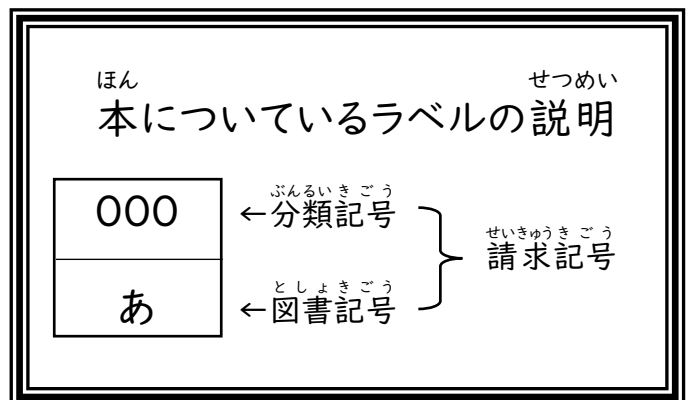 ほん せつめい
本についているラベルの説明
000
ぶんるいきごう
←分類記号
せいきゅうきごう
請求記号
あ
としょきごう
←図書記号